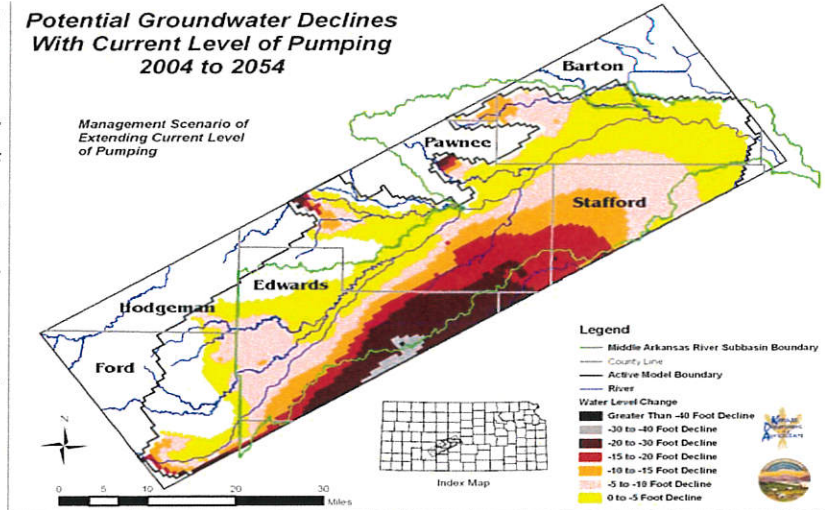 Potential Groundwater Declines
With Current Level of Pumping
2004 to 2054
Management Scenario of
Extending Current Level
of Pumping
Barton
Pawnee
Stafford
Edwards
Hodgeman
Ford
Legend
Middle Arkansas River Subbasin Boundary
County Line
Active Model Boundary
River
Water Level Change
Greater Than -40 Foot Decline
-30 to -40 Foot Decline
-20 to -30 Foot Decline
-15 to -20 Foot Decline
-10 to -15 Foot Decline
-5 to -10 Foot Decline
0 to -5 Foot Decline
Index Map
0 5 10 20 30
Miles